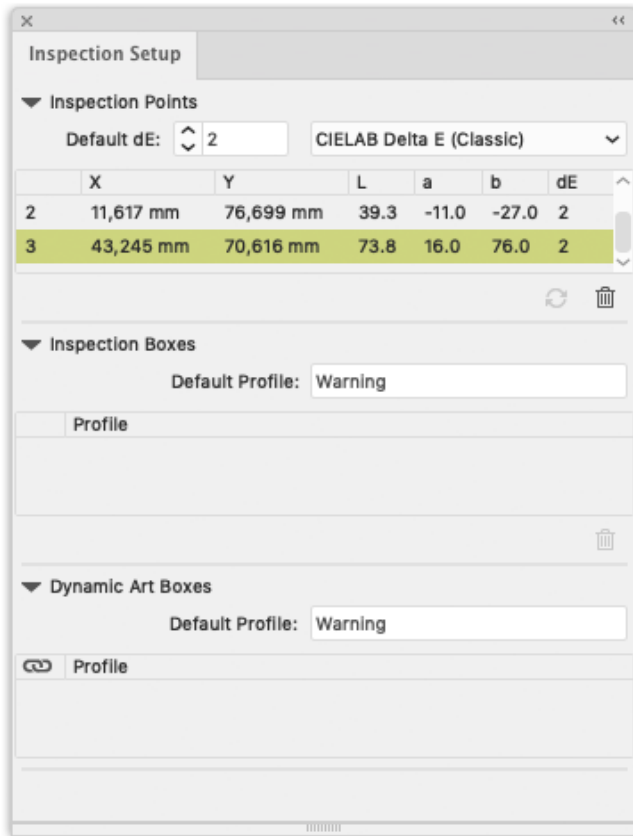 Inspection Setup
Inspection Points
Default dE: 2 CIELAB Delta E (Classic)
X Y L a b dE
2 11,617 mm 76,699 mm 39.3 -11.0 -27.0 2
3 43,245 mm 70,616 mm 73.8 16.0 76.0 2
Inspection Boxes
Default Profile: Warning
Profile
Dynamic Art Boxes
Default Profile: Warning
Profile